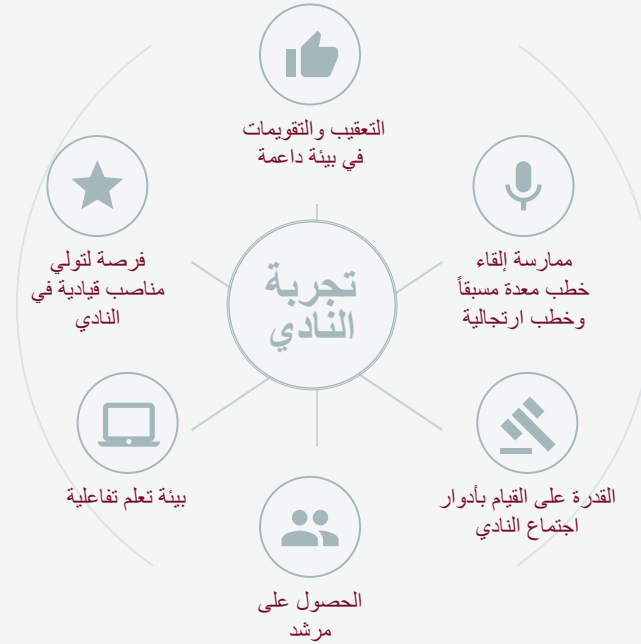 التعقيب والتقويمات
في بيئة داعمة
ممارسة إلقاء
خطب معدة مسبقاً
وخطب ارتجالية
فرصة لتولي
مناصب قيادية في
النادي
تجربة
النادي
القدرة على القيام بأدوار
اجتماع النادي
بيئة تعلم تفاعلية
الحصول على
مرشد